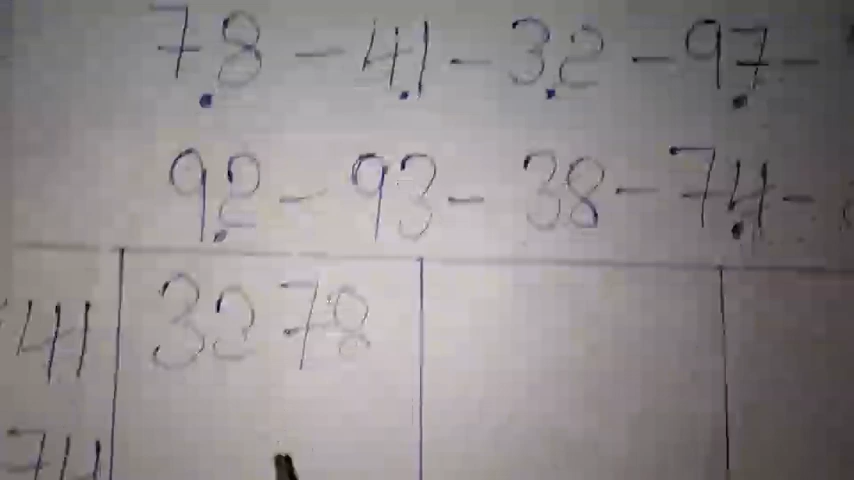 78 - 41 - 32 - 97 -
92 - 93 - 38 - 74 -
41 3278
74